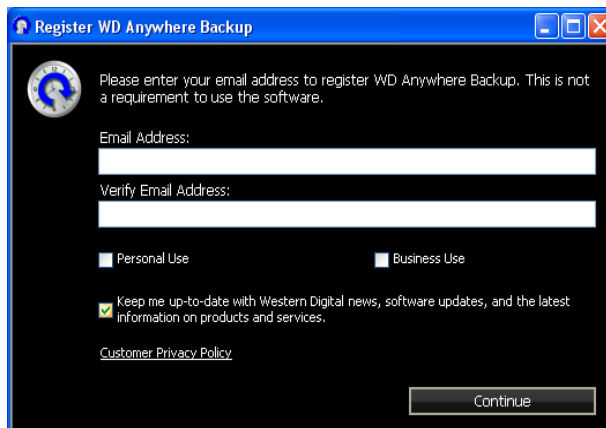 Register WD Anywhere Backup
Please enter your email address to register WD Anywhere Backup. This is not
a requirement to use the software.
Email Address:
Verify Email Address:
Personal Use
Business Use
Keep me up-to-date with Western Digital news, software updates, and the latest
information on products and services.
Customer Privacy Policy
Continue